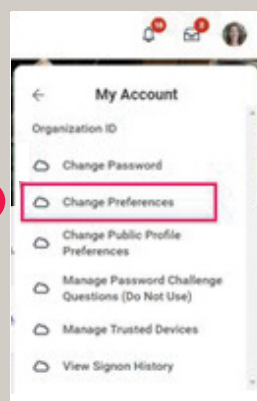 My Account
Organization ID
Change Password
Change Preferences
Change Public Profile
Preferences
Manage Password Challenge
Questions (Do Not Use)
Manage Trusted Devices
View Signon History